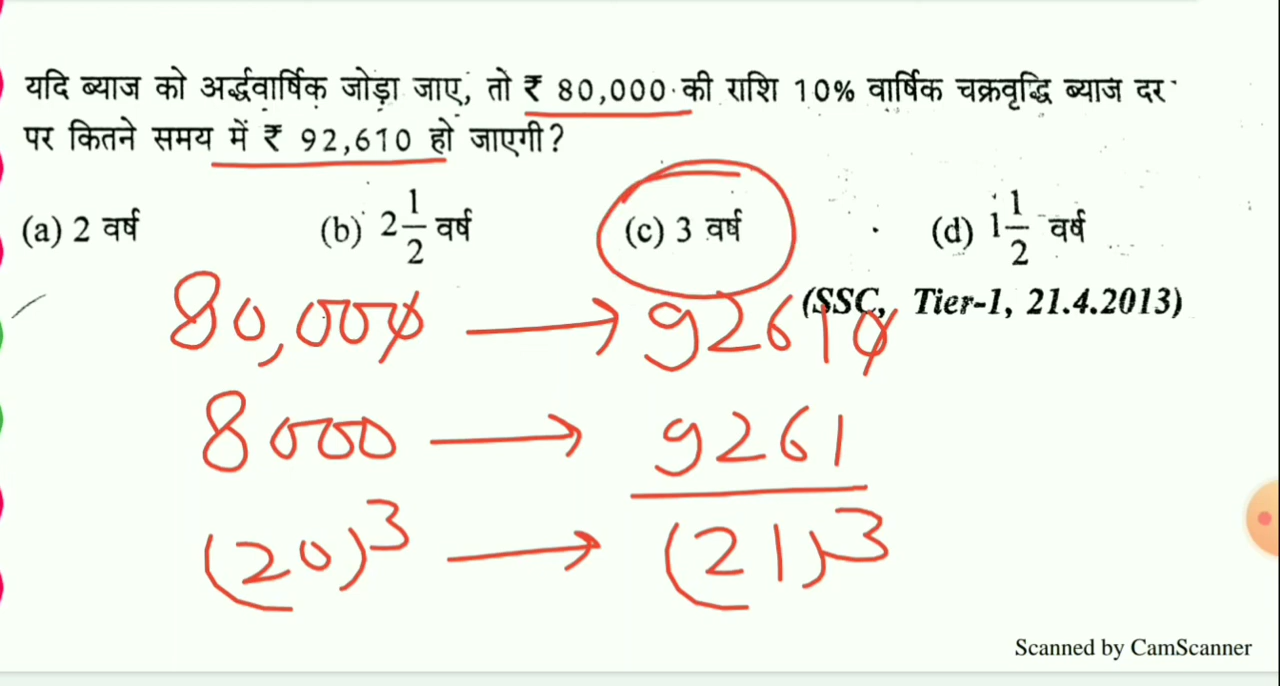 यदि ब्याज को अर्द्धवार्षिक जोड़ा जाए, तो ₹ 80,000 की राशि 10% वार्षिक चक्रवृद्धि ब्याज दर
पर कितने समय में ₹ 92,610 हो जाएगी?
(a) 2 वर्ष (b) 2 1/2 वर्ष (c) 3 वर्ष (d) 1 1/2 वर्ष
(SSC, Tier-1, 21.4.2013)
80,000 → 92610
8000 → 9261
(20)³ → (21)³
Scanned by CamScanner